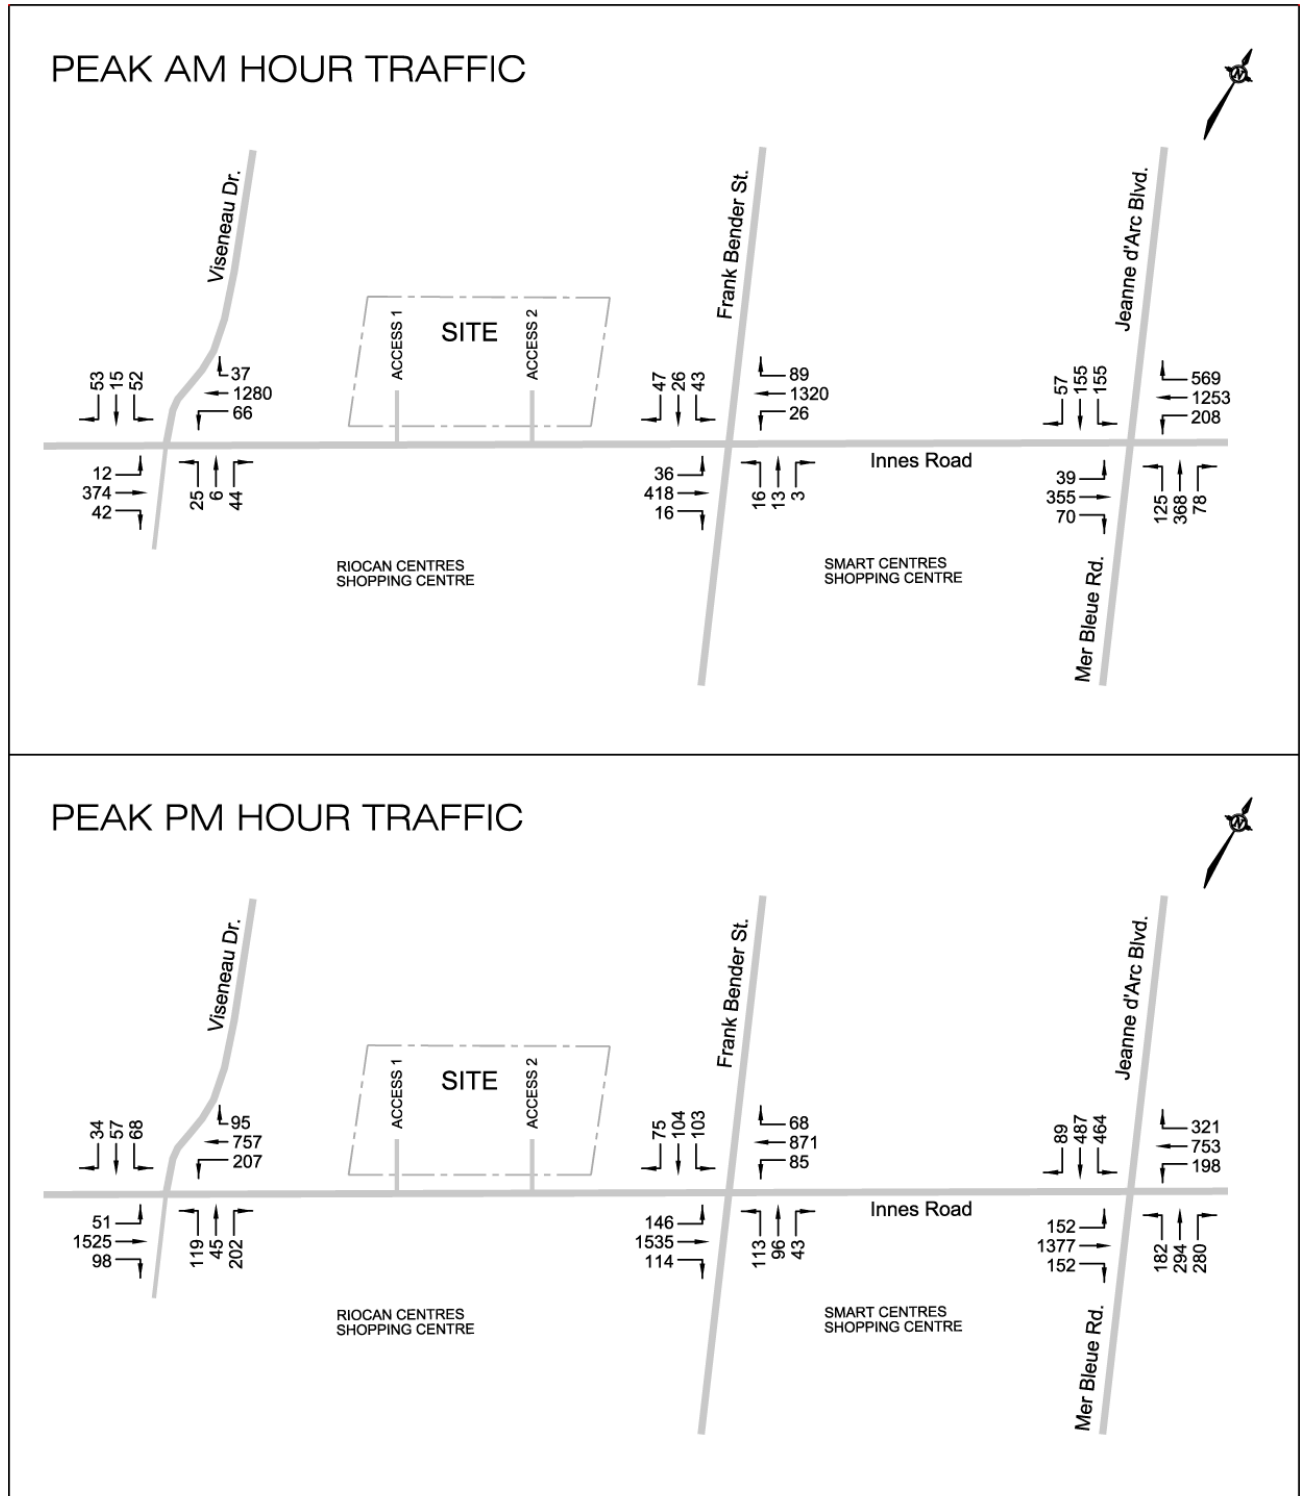 PEAK AM HOUR TRAFFIC
N
Viseneau Dr.
Frank Bender St.
Jeanne d'Arc Blvd.
ACCESS 1
SITE
ACCESS 2
53
15
52
37
1280
66
47
26
43
89
1320
26
57
155
155
569
1253
208
Innes Road
12
374
42
25
6
44
36
418
16
16
13
3
39
355
70
125
368
78
RIOCAN CENTRES
SHOPPING CENTRE
SMART CENTRES
SHOPPING CENTRE
Mer Bleue Rd.
PEAK PM HOUR TRAFFIC
N
Viseneau Dr.
Frank Bender St.
Jeanne d'Arc Blvd.
ACCESS 1
SITE
ACCESS 2
34
57
68
95
757
207
75
104
103
68
871
85
89
487
464
321
753
198
Innes Road
51
1525
98
119
45
202
146
1535
114
113
96
43
152
1377
152
182
294
280
RIOCAN CENTRES
SHOPPING CENTRE
SMART CENTRES
SHOPPING CENTRE
Mer Bleue Rd.